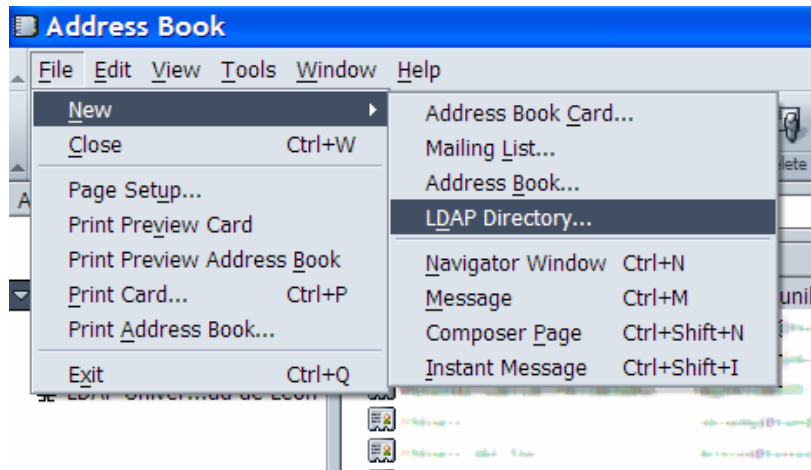 Address Book
File Edit View Tools Window Help
New
Close Ctrl+W
Page Setup...
Print Preview Card
Print Preview Address Book
Print Card... Ctrl+P
Print Address Book...
Exit Ctrl+Q
Address Book Card...
Mailing List...
Address Book...
LDAP Directory...
Navigator Window Ctrl+N
Message Ctrl+M
Composer Page Ctrl+Shift+N
Instant Message Ctrl+Shift+I